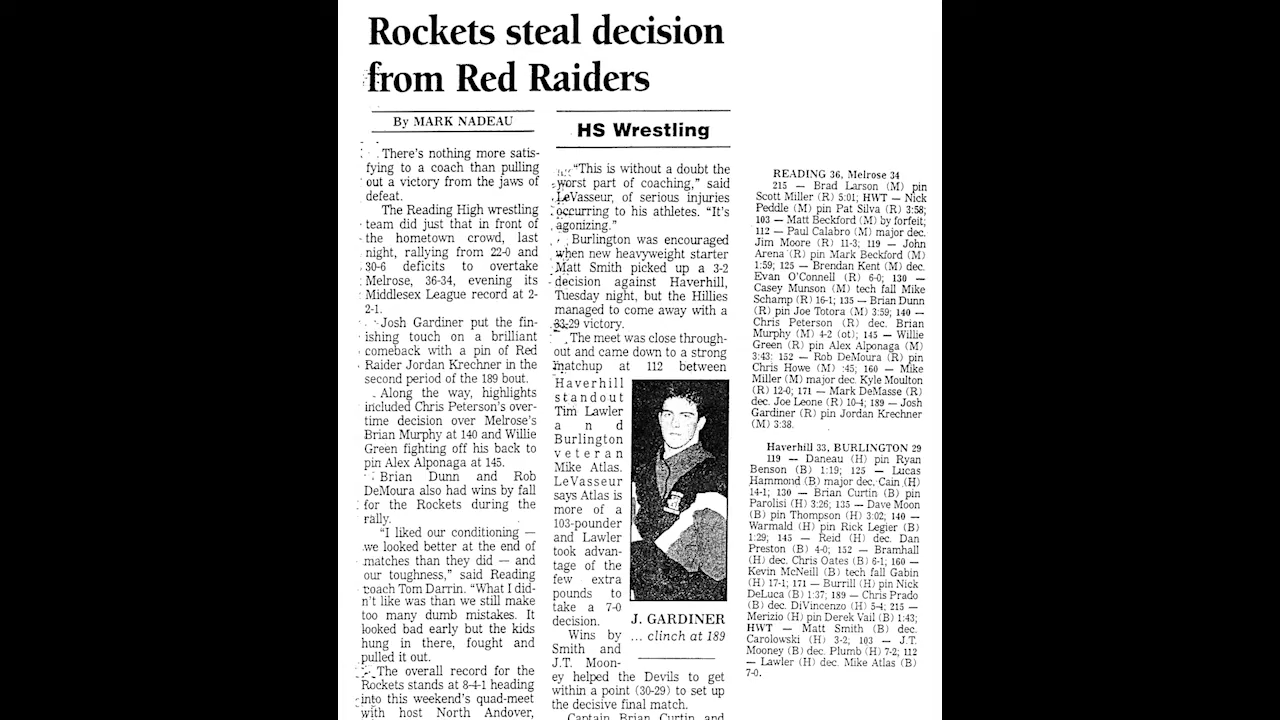 Rockets steal decision
from Red Raiders
By MARK NADEAU
There's nothing more satis-
fying to a coach than pulling
out a victory from the jaws of
defeat.
The Reading High wrestling
team did just that in front of
the hometown crowd, last
night, rallying from 22-0 and
30-6 deficits to overtake
Melrose, 36-34, evening its
Middlesex League record at 2-
2-1.
Josh Gardiner put the fin-
ishing touch on a brilliant
comeback with a pin of Red
Raider Jordan Krechner in the
second period of the 189 bout.
Along the way, highlights
included Chris Peterson's over-
time decision over Melrose's
Brian Murphy at 140 and Willie
Green fighting off his back to
pin Alex Alponaga at 145.
Brian Dunn and Rob
DeMoura also had wins by fall
for the Rockets during the
rally.
"I liked our conditioning —
we looked better at the end of
matches than they did — and
our toughness," said Reading
coach Tom Darrin. "What I did-
n't like was than we still make
too many dumb mistakes. It
looked bad early but the kids
hung in there, fought and
pulled it out.
The overall record for the
Rockets stands at 8-4-1 heading
into this weekend's quad-meet
with host North Andover,
HS Wrestling
"This is without a doubt the
worst part of coaching," said
LeVasseur, of serious injuries
occurring to his athletes. "It's
agonizing."
Burlington was encouraged
when new heavyweight starter
Matt Smith picked up a 3-2
decision against Haverhill,
Tuesday night, but the Hillies
managed to come away with a
33-29 victory.
The meet was close through-
out and came down to a strong
matchup at 112 between
Haverhill
standout
Tim Lawler
and
Burlington
veteran
Mike Atlas.
LeVasseur
says Atlas is
more of a
103-pounder
and Lawler
took advan-
tage of the
few extra
pounds to
take a 7-0
decision.
Wins by
Smith and
J.T. Moon-
ey helped the Devils to get
within a point (30-29) to set up
the decisive final match.
Captain Brian Curtin and
J. GARDINER
... clinch at 189
READING 36, Melrose 34
215 — Brad Larson (M) pin
Scott Miller (R) 5:01; HWT — Nick
Peddle (M) pin Pat Silva (R) 3:58;
103 — Matt Beckford (M) by forfeit;
112 — Paul Calabro (M) major dec.
Jim Moore (R) 11-3; 119 — John
Arena (R) pin Mark Beckford (M)
1:59; 125 — Brendan Kent (M) dec.
Evan O'Connell (R) 6-0; 130 —
Casey Munson (M) tech fall Mike
Schamp (R) 16-1; 135 — Brian Dunn
(R) pin Joe Totora (M) 3:59; 140 —
Chris Peterson (R) dec. Brian
Murphy (M) 4-2 (ot); 145 — Willie
Green (R) pin Alex Alponaga (M)
3:43; 152 — Rob DeMoura (R) pin
Chris Howe (M) :45; 160 — Mike
Miller (M) major dec. Kyle Moulton
(R) 12-0; 171 — Mark DeMasse (R)
dec. Joe Leone (R) 10-4; 189 — Josh
Gardiner (R) pin Jordan Krechner
(M) 3:38.
Haverhill 33, BURLINGTON 29
119 — Daneau (H) pin Ryan
Benson (B) 1:19; 125 — Lucas
Hammond (B) major dec. Cain (H)
14-1; 130 — Brian Curtin (B) pin
Parolisi (H) 3:26; 135 — Dave Moon
(B) pin Thompson (H) 3:02; 140 —
Warmald (H) pin Rick Legier (B)
1:29; 145 — Reid (H) dec. Dan
Preston (B) 4-0; 152 — Bramhall
(H) dec. Chris Oates (B) 6-1; 160 —
Kevin McNeill (B) tech fall Gabin
(H) 17-1; 171 — Burrill (H) pin Nick
DeLuca (B) 1:37; 189 — Chris Prado
(B) dec. DiVincenzo (H) 5-4; 215 —
Merizio (H) pin Derek Vail (B) 1:43;
HWT — Matt Smith (B) dec.
Carolowski (H) 3-2; 103 — J.T.
Mooney (B) dec. Plumb (H) 7-2; 112
— Lawler (H) dec. Mike Atlas (B)
7-0.